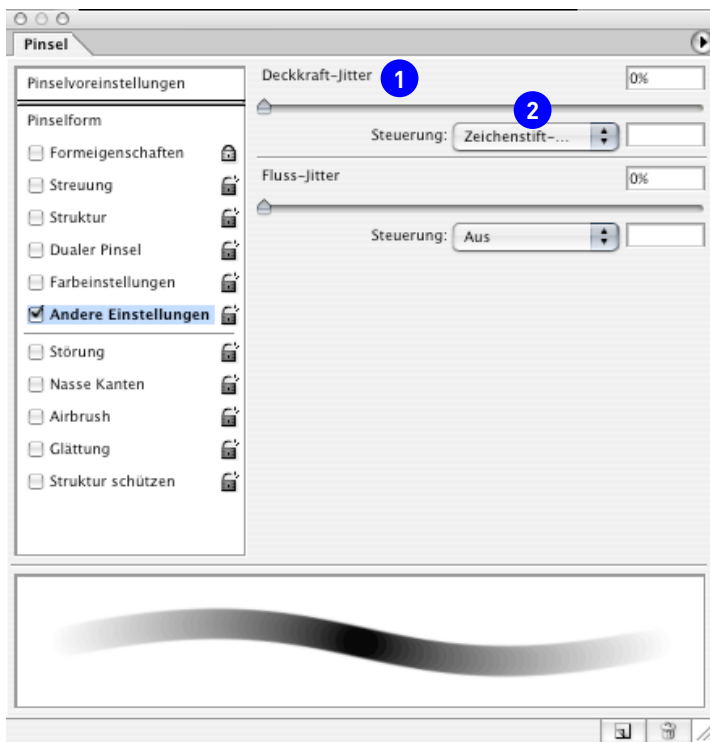 Pinsel
Pinselvoreinstellungen
Pinselform
Formeigenschaften
Streuung
Struktur
Dualer Pinsel
Farbeinstellungen
Andere Einstellungen
Störung
Nasse Kanten
Airbrush
Glättung
Struktur schützen
Deckkraft-Jitter 1 0%
2
Steuerung: Zeichenstift-...
Fluss-Jitter 0%
Steuerung: Aus